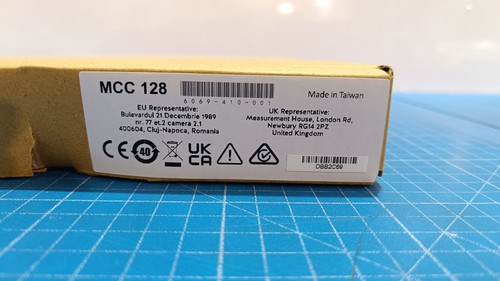 MCC 128
6069-410-001
Made in Taiwan
EU Representative:
Bulevardul 21 Decembrie 1989
nr. 77 et.2 camera 2.1
400604, Cluj-Napoca, Romania
UK Representative:
Measurement House, London Rd,
Newbury RG14 2PZ
United Kingdom
CE 40 UK
CA
DBB2C69